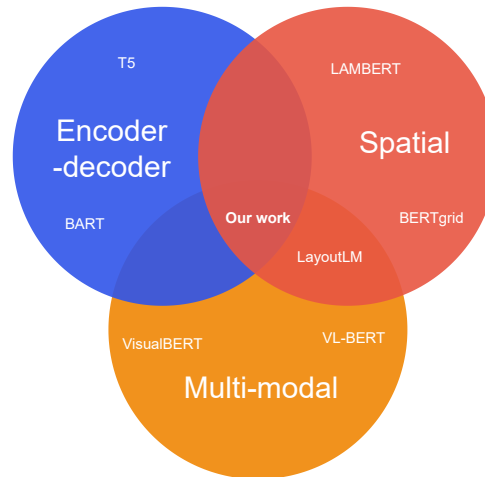 T5
LAMBERT
Encoder
-decoder
Spatial
BART
Our work
BERTgrid
LayoutLM
VisualBERT
VL-BERT
Multi-modal